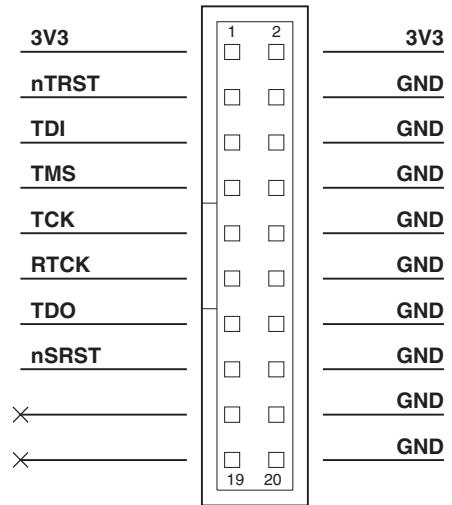 1 2
3V3 3V3
nTRST GND
TDI GND
TMS GND
TCK GND
RTCK GND
TDO GND
nSRST GND
GND
GND
19 20